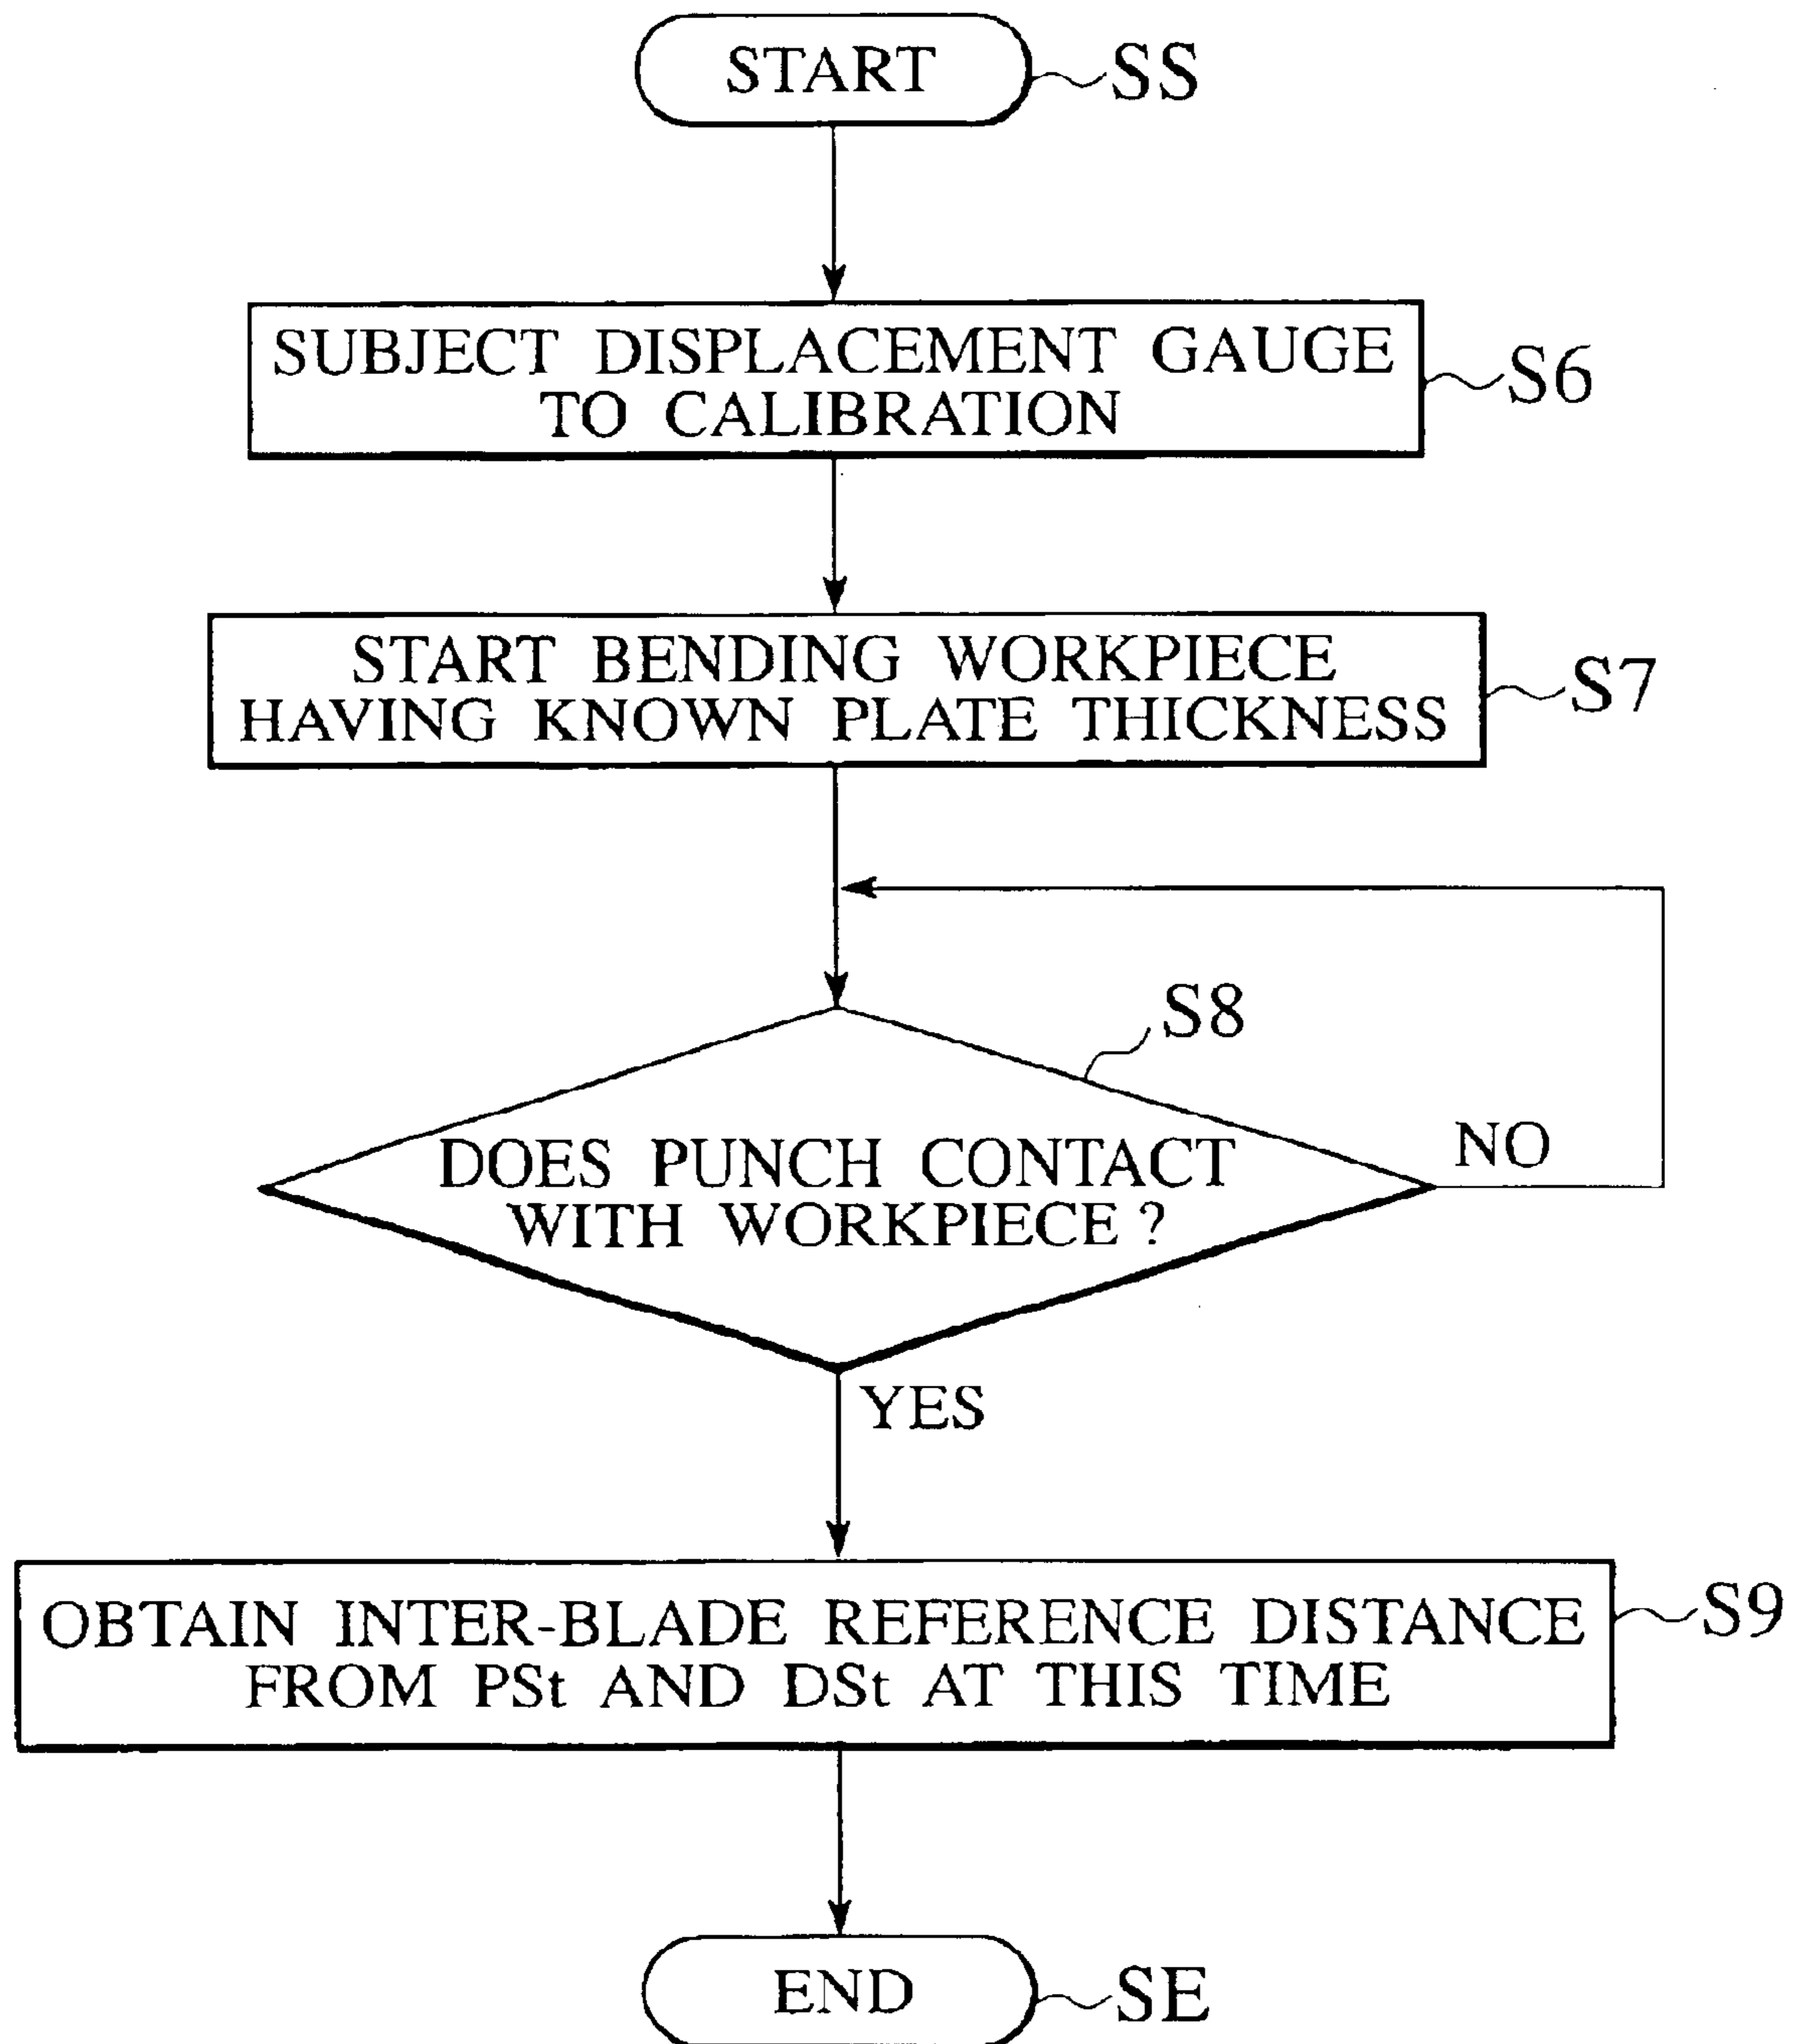 START
SS
SUBJECT DISPLACEMENT GAUGE
TO CALIBRATION
S6
START BENDING WORKPIECE
HAVING KNOWN PLATE THICKNESS
S7
S8
DOES PUNCH CONTACT
WITH WORKPIECE ?
NO
YES
OBTAIN INTER-BLADE REFERENCE DISTANCE
FROM PSt AND DSt AT THIS TIME
S9
END
SE